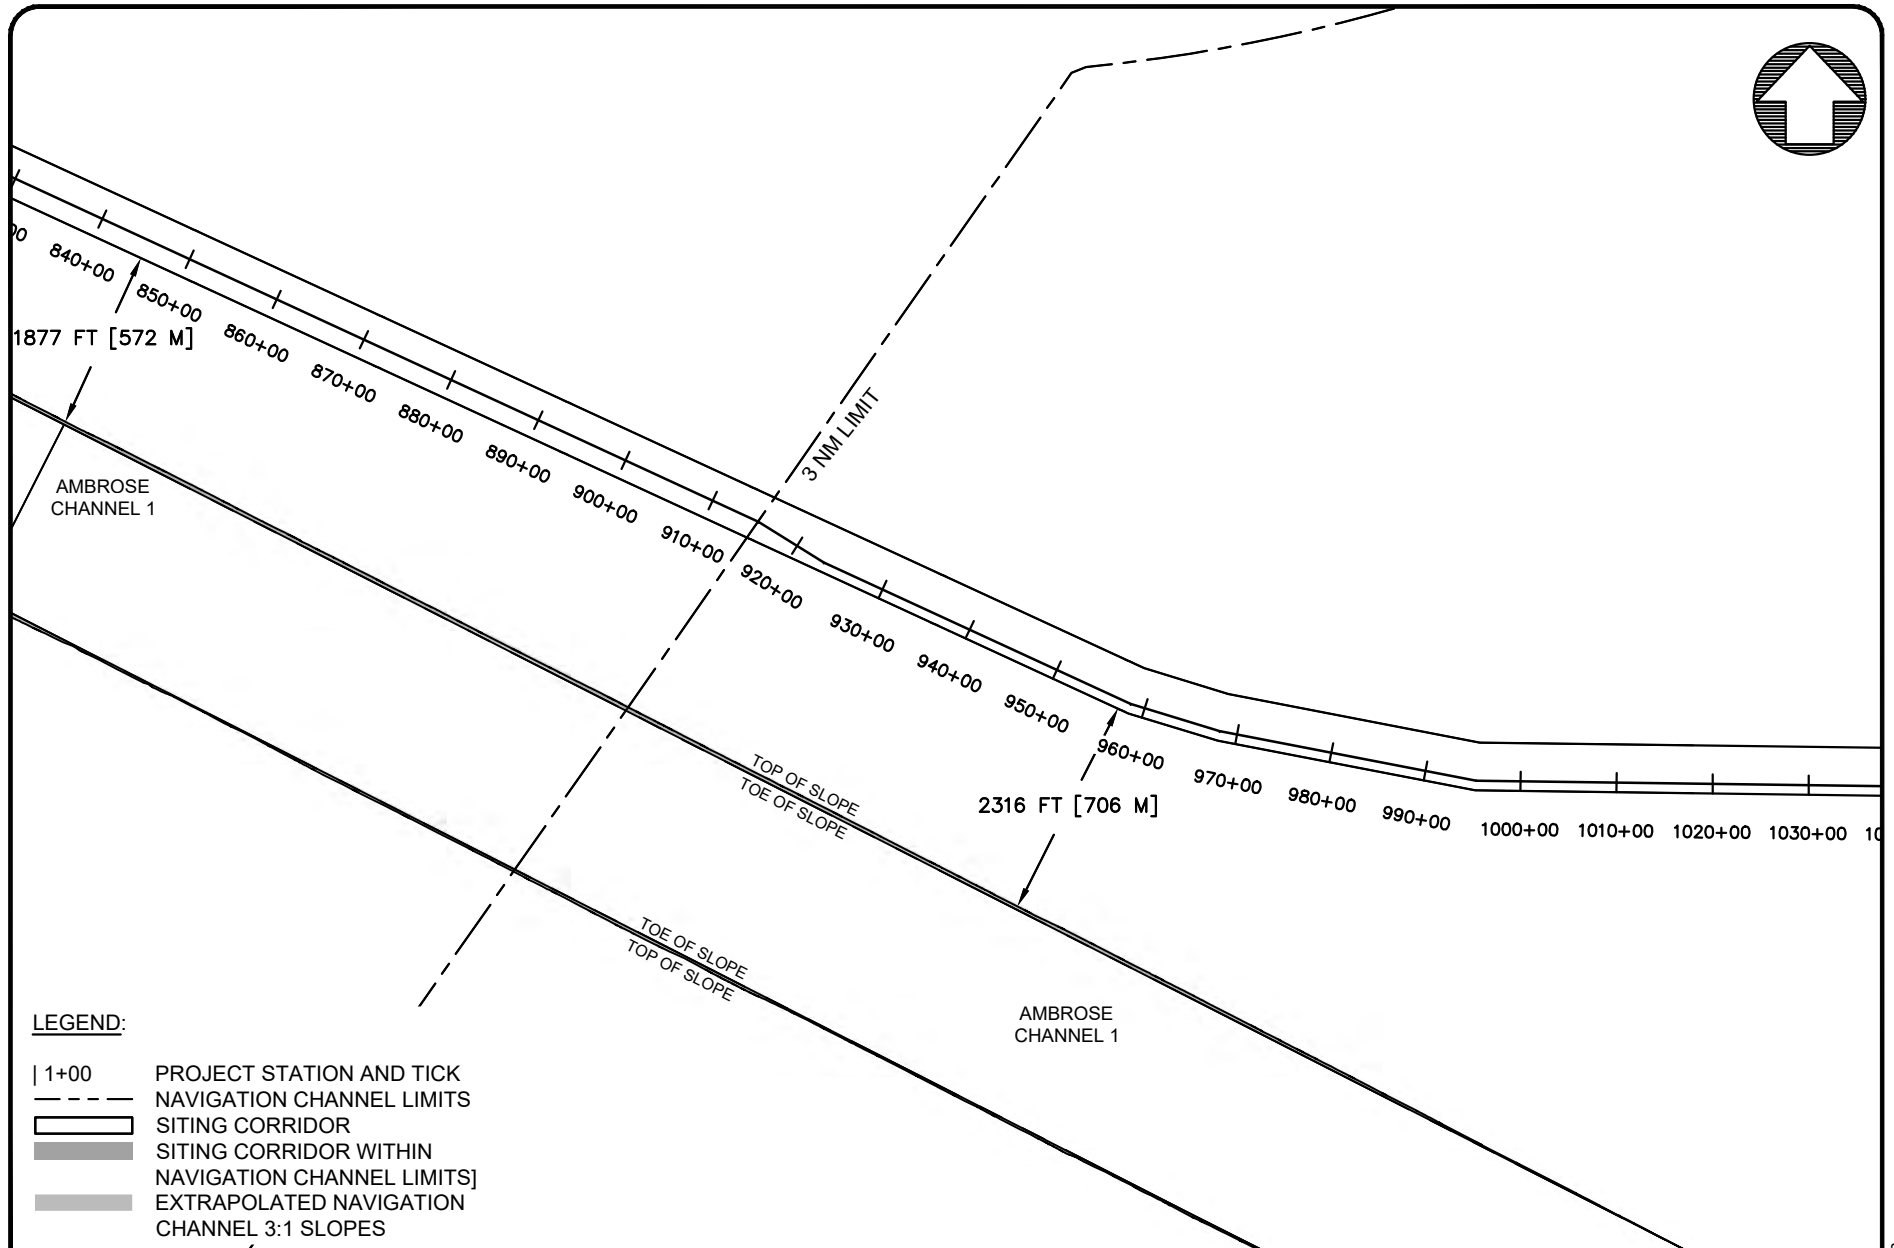 840+00
850+00
860+00
870+00
880+00
890+00
900+00
910+00
920+00
930+00
940+00
950+00
960+00
970+00
980+00
990+00
1000+00
1010+00
1020+00
1030+00
1877 FT [572 M]
3 NM LIMIT
AMBROSE
CHANNEL 1
TOP OF SLOPE
TOE OF SLOPE
2316 FT [706 M]
TOE OF SLOPE
TOP OF SLOPE
AMBROSE
CHANNEL 1
LEGEND:
| 1+00 PROJECT STATION AND TICK
NAVIGATION CHANNEL LIMITS
SITING CORRIDOR
SITING CORRIDOR WITHIN
NAVIGATION CHANNEL LIMITS]
EXTRAPOLATED NAVIGATION
CHANNEL 3:1 SLOPES